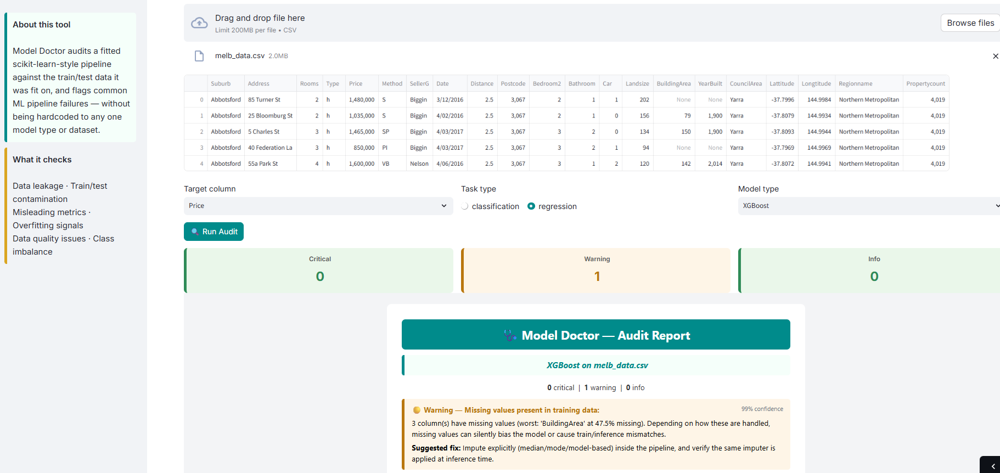 About this tool
Model Doctor audits a fitted
scikit-learn-style pipeline
against the train/test data it
was fit on, and flags common
ML pipeline failures — without
being hardcoded to any one
model type or dataset.
What it checks
Data leakage · Train/test
contamination
Misleading metrics ·
Overfitting signals
Data quality issues · Class
imbalance
Drag and drop file here
Limit 200MB per file • CSV
Browse files
melb_data.csv 2.0MB
Suburb Address Rooms Type Price Method SellerG Date Distance Postcode Bedroom2 Bathroom Car Landsize BuildingArea YearBuilt CouncilArea Lattitude Longtitude Regionname Propertycount
0 Abbotsford 85 Turner St 2 h 1,480,000 S Biggin 3/12/2016 2.5 3,067 2 1 1 202 None None Yarra -37.7996 144.9984 Northern Metropolitan 4,019
1 Abbotsford 25 Bloomburg St 2 h 1,035,000 S Biggin 4/02/2016 2.5 3,067 2 1 0 156 79 1,900 Yarra -37.8079 144.9934 Northern Metropolitan 4,019
2 Abbotsford 5 Charles St 3 h 1,465,000 SP Biggin 4/03/2017 2.5 3,067 3 2 0 134 150 1,900 Yarra -37.8093 144.9944 Northern Metropolitan 4,019
3 Abbotsford 40 Federation La 3 h 850,000 PI Biggin 4/03/2017 2.5 3,067 3 2 1 94 None None Yarra -37.7969 144.9969 Northern Metropolitan 4,019
4 Abbotsford 55a Park St 4 h 1,600,000 VB Nelson 4/06/2016 2.5 3,067 3 1 2 120 142 2,014 Yarra -37.8072 144.9941 Northern Metropolitan 4,019
Target column Task type Model type
Price classification regression XGBoost
Run Audit
Critical Warning Info
0 1 0
Model Doctor — Audit Report
XGBoost on melb_data.csv
0 critical | 1 warning | 0 info
Warning — Missing values present in training data: 99% confidence
3 column(s) have missing values (worst: 'BuildingArea' at 47.5% missing). Depending on how these are handled,
missing values can silently bias the model or cause train/inference mismatches.
Suggested fix: Impute explicitly (median/mode/model-based) inside the pipeline, and verify the same imputer is
applied at inference time.